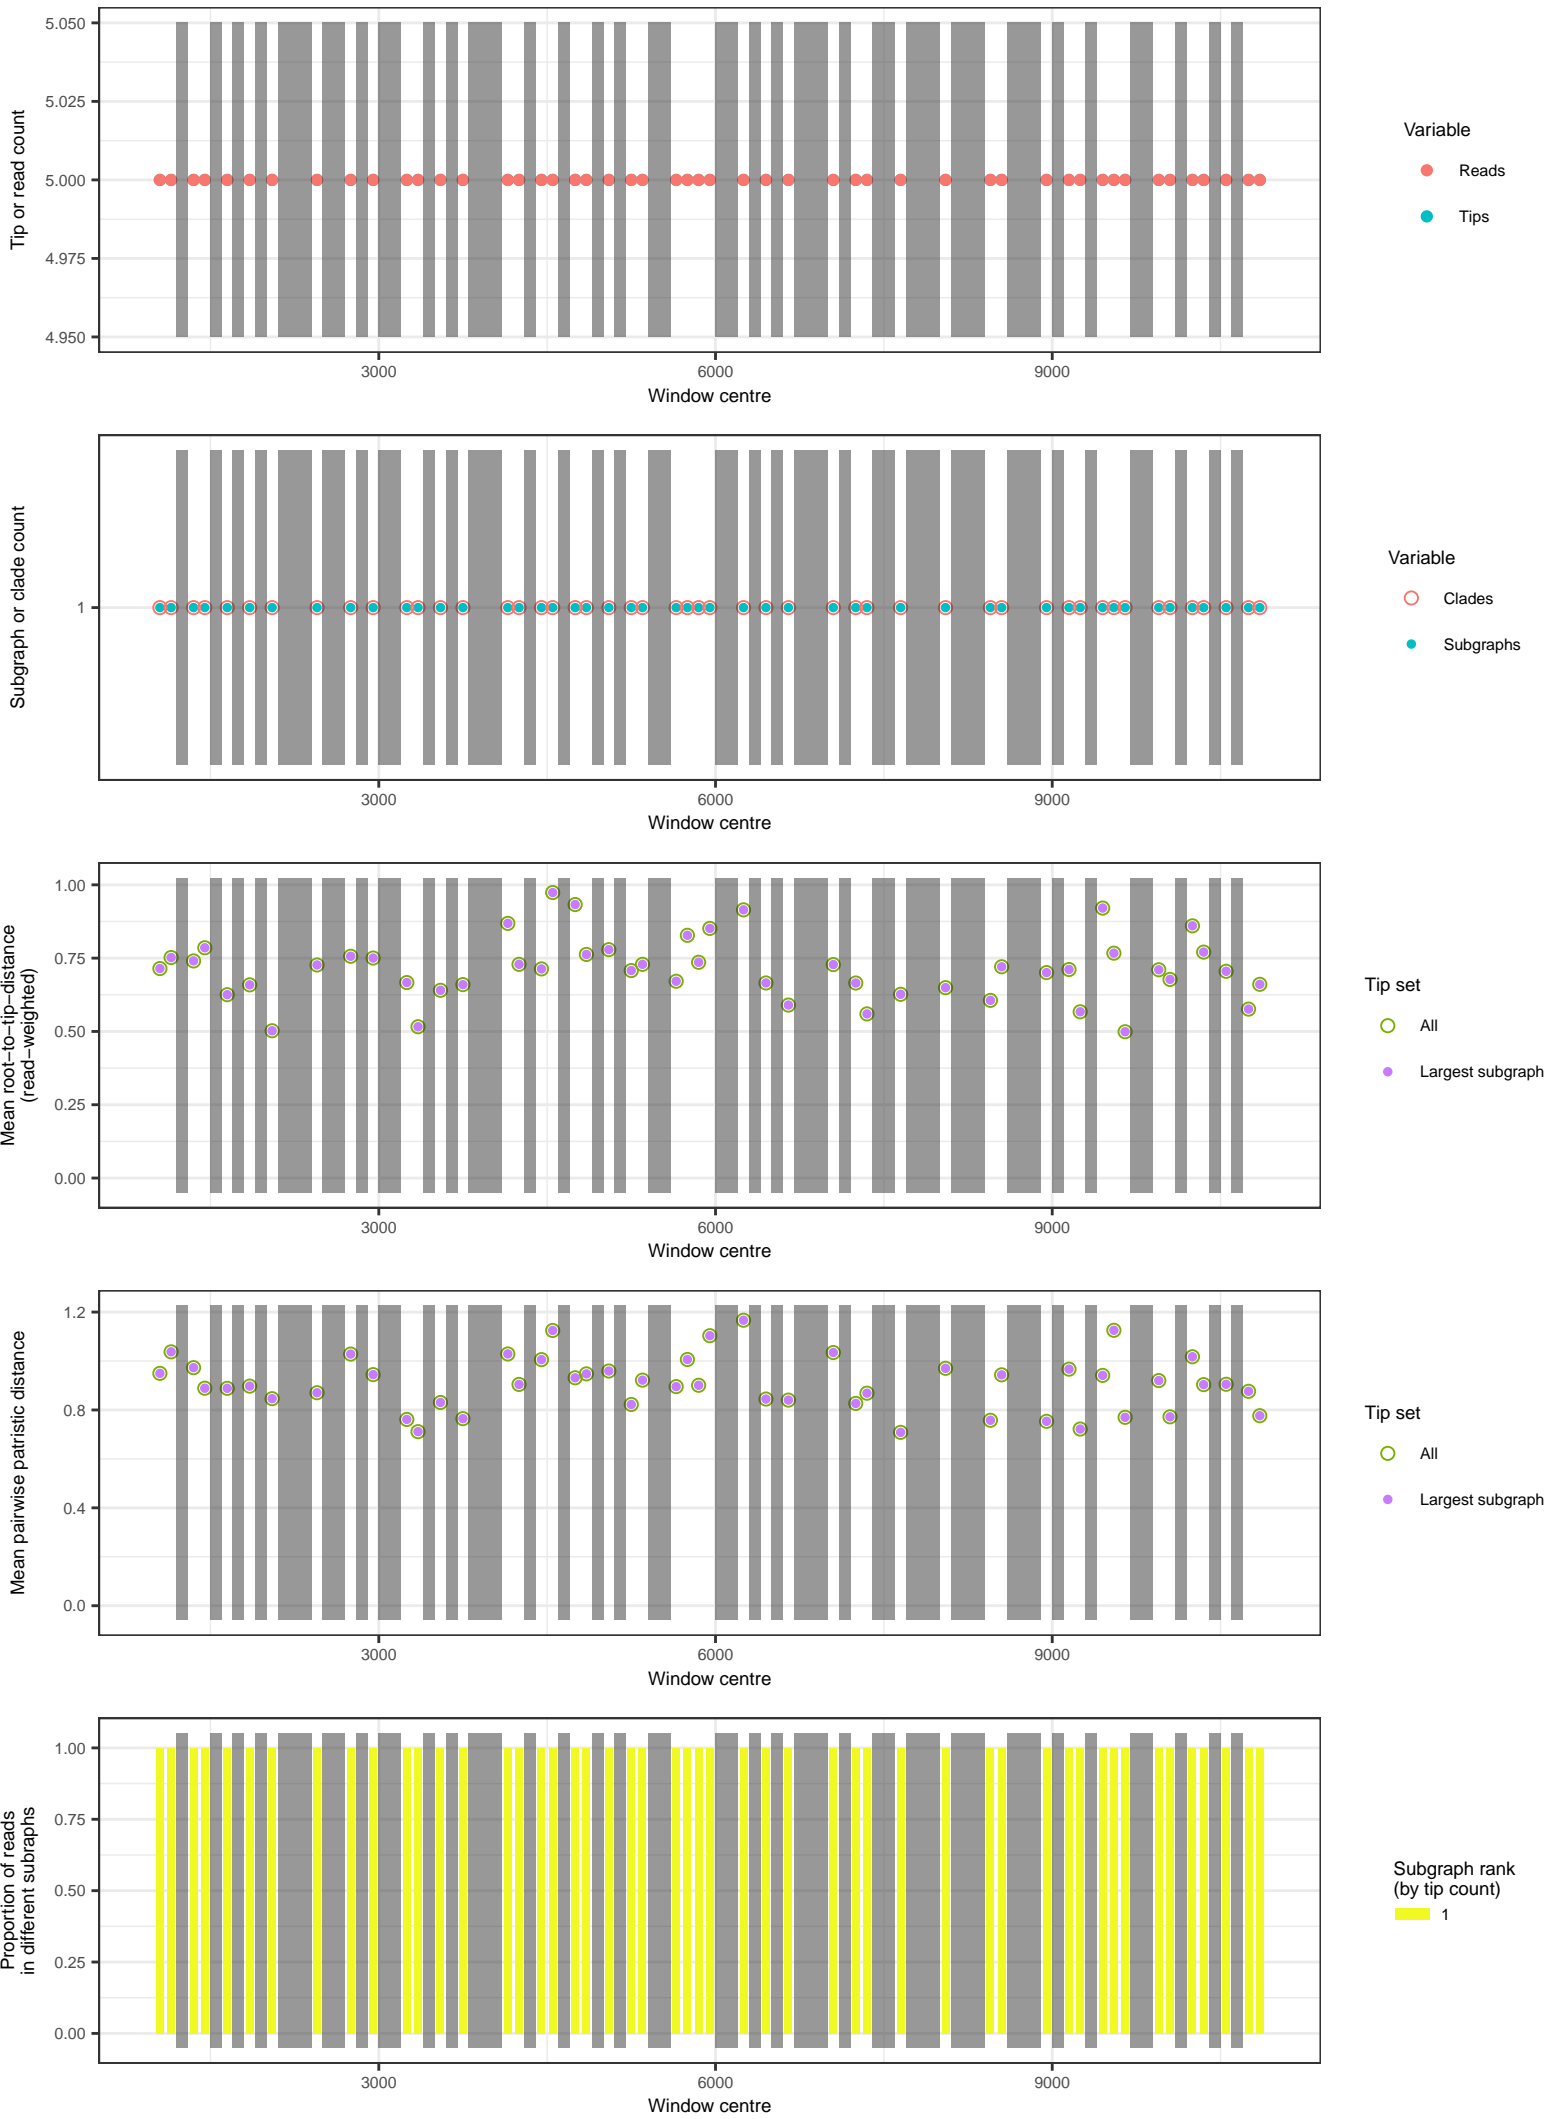 5.050
5.025
5.000
4.975
4.950
Tip or read count
3000
6000
9000
Window centre
Variable
Reads
Tips
1
Subgraph or clade count
3000
6000
9000
Window centre
Variable
Clades
Subgraphs
1.00
0.75
0.50
0.25
0.00
Mean root−to−tip−distance
(read−weighted)
3000
6000
9000
Window centre
Tip set
All
Largest subgraph
1.2
0.8
0.4
0.0
Mean pairwise patristic distance
3000
6000
9000
Window centre
Tip set
All
Largest subgraph
1.00
0.75
0.50
0.25
0.00
Proportion of reads
in different subraphs
3000
6000
9000
Window centre
Subgraph rank
(by tip count)
1